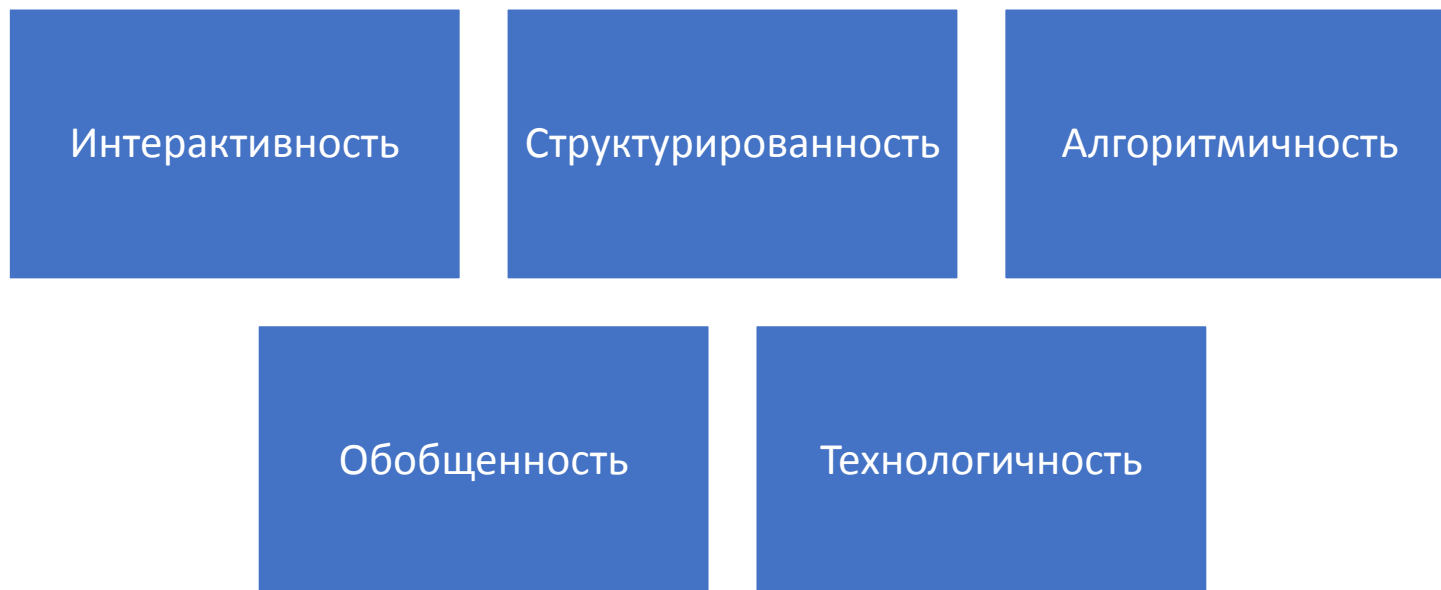 Интерактивность
Структурированность
Алгоритмичность
Обобщенность
Технологичность